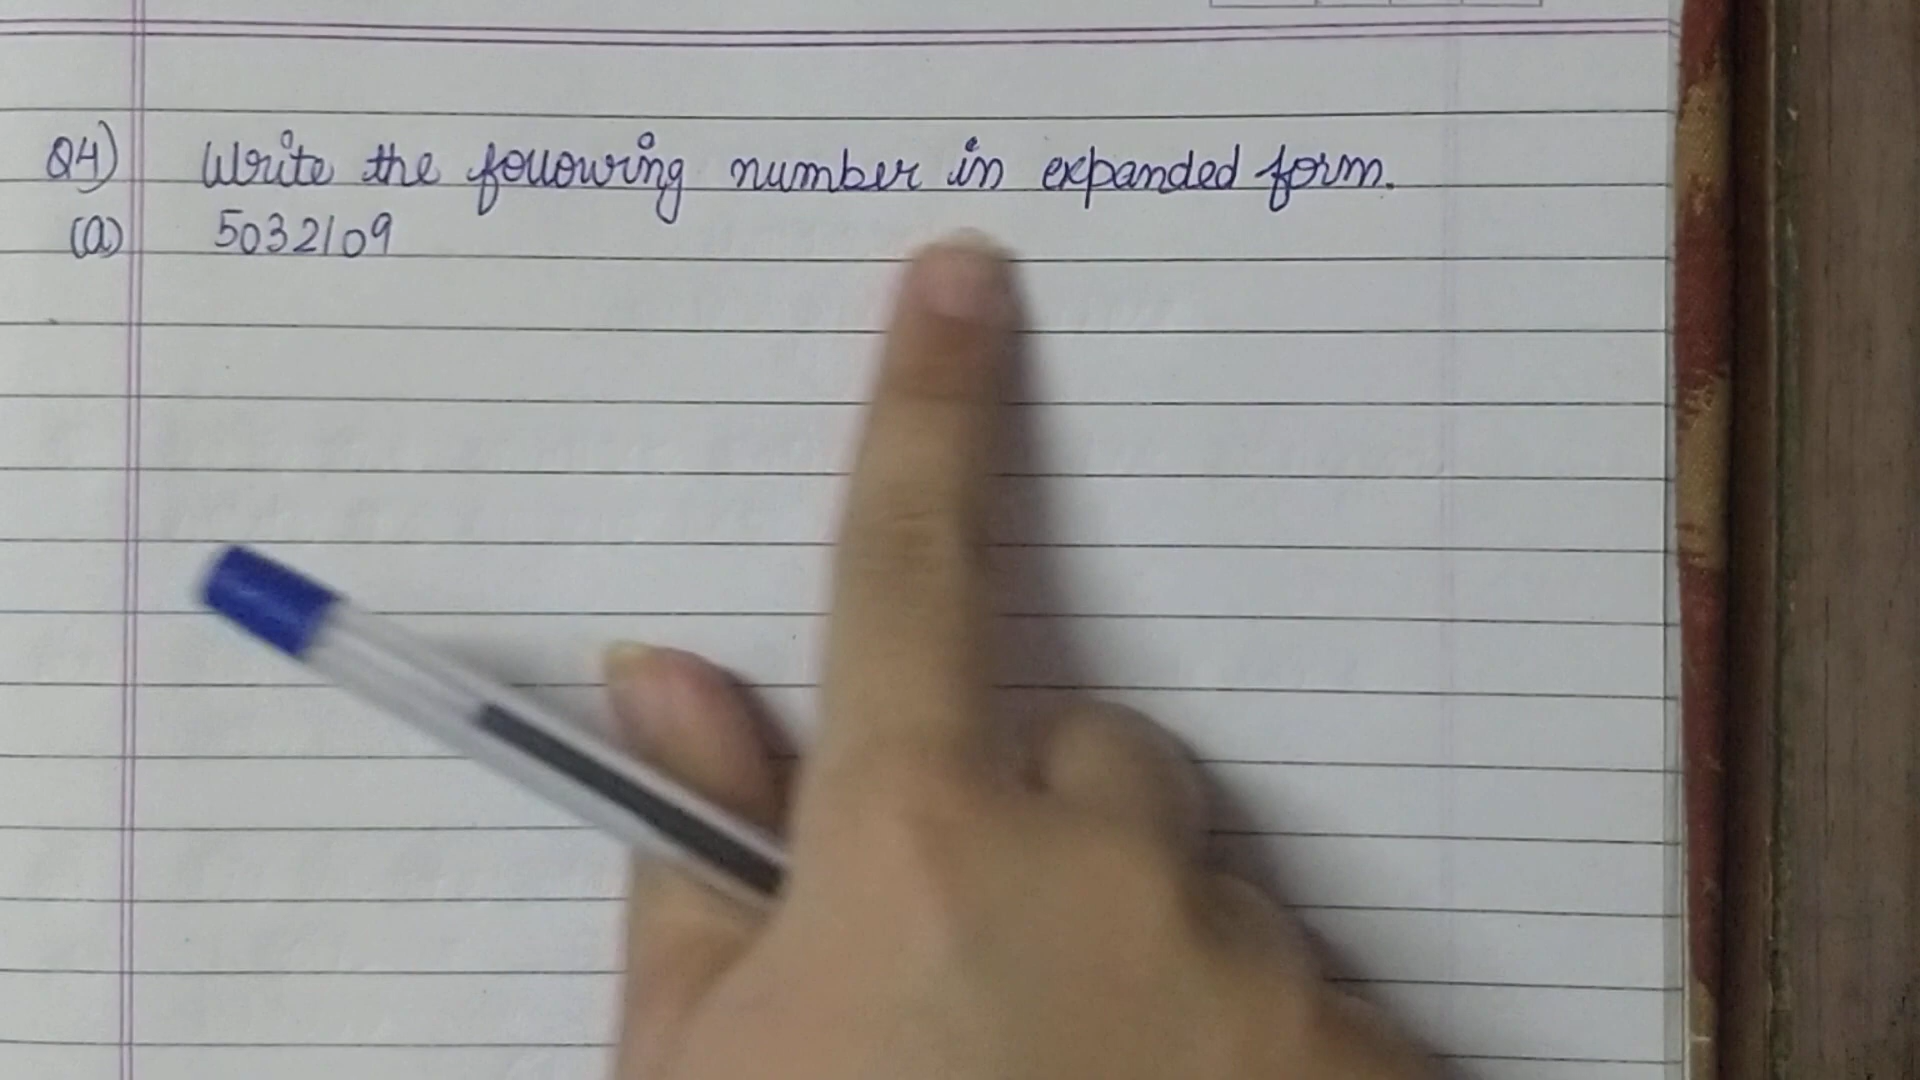 Q4) Write the following number in expanded form.
(a) 5032109